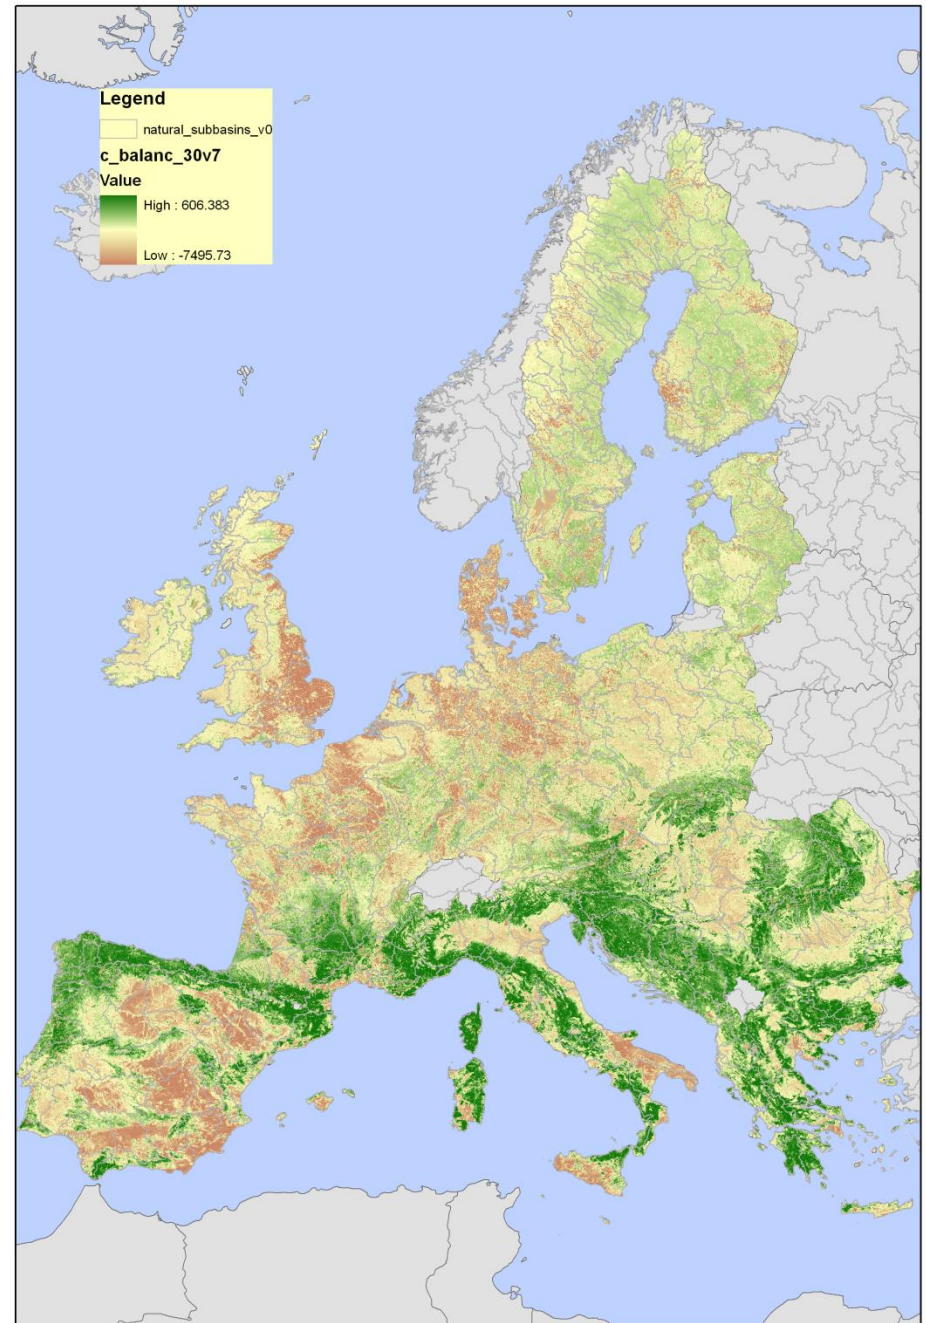 Legend
natural_subbasins_v0
c_balanc_30v7
Value
High : 606.383
Low : -7495.73